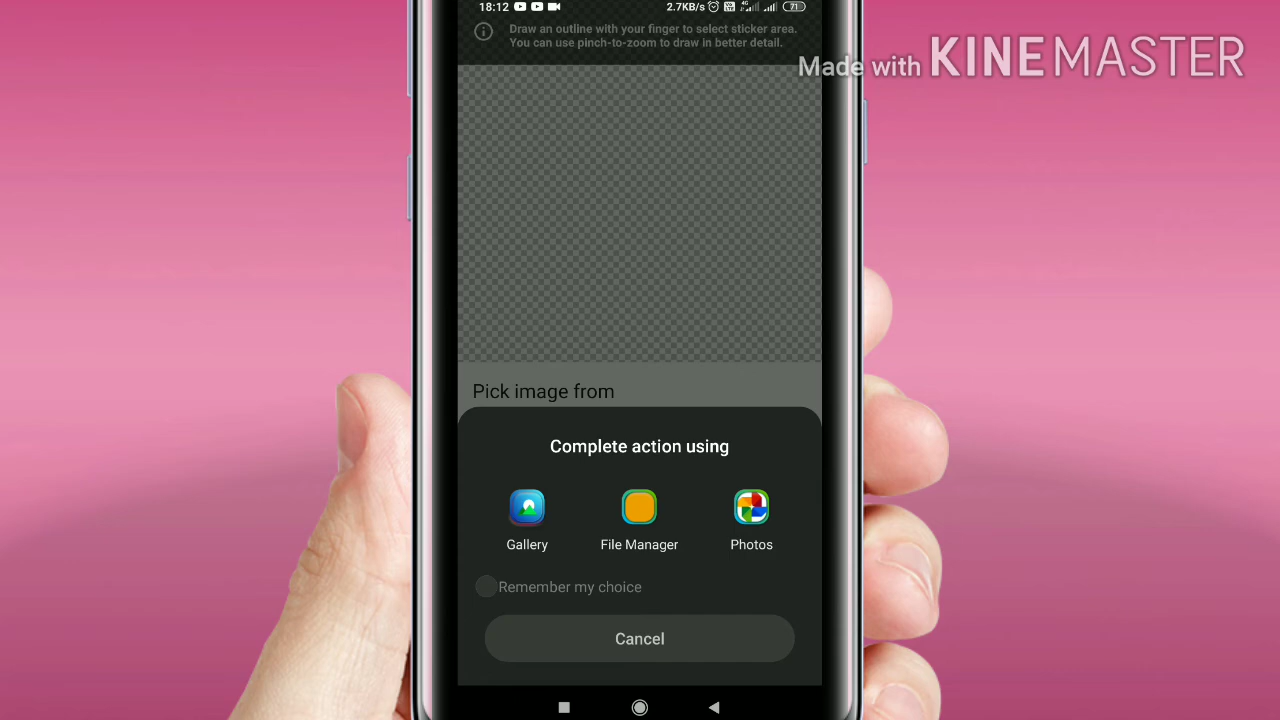 18:12
2.7KB/s
4G
71
Draw an outline with your finger to select sticker area.
You can use pinch-to-zoom to draw in better detail.
Made with KINEMASTER
Pick image from
Complete action using
Gallery
File Manager
Photos
Remember my choice
Cancel